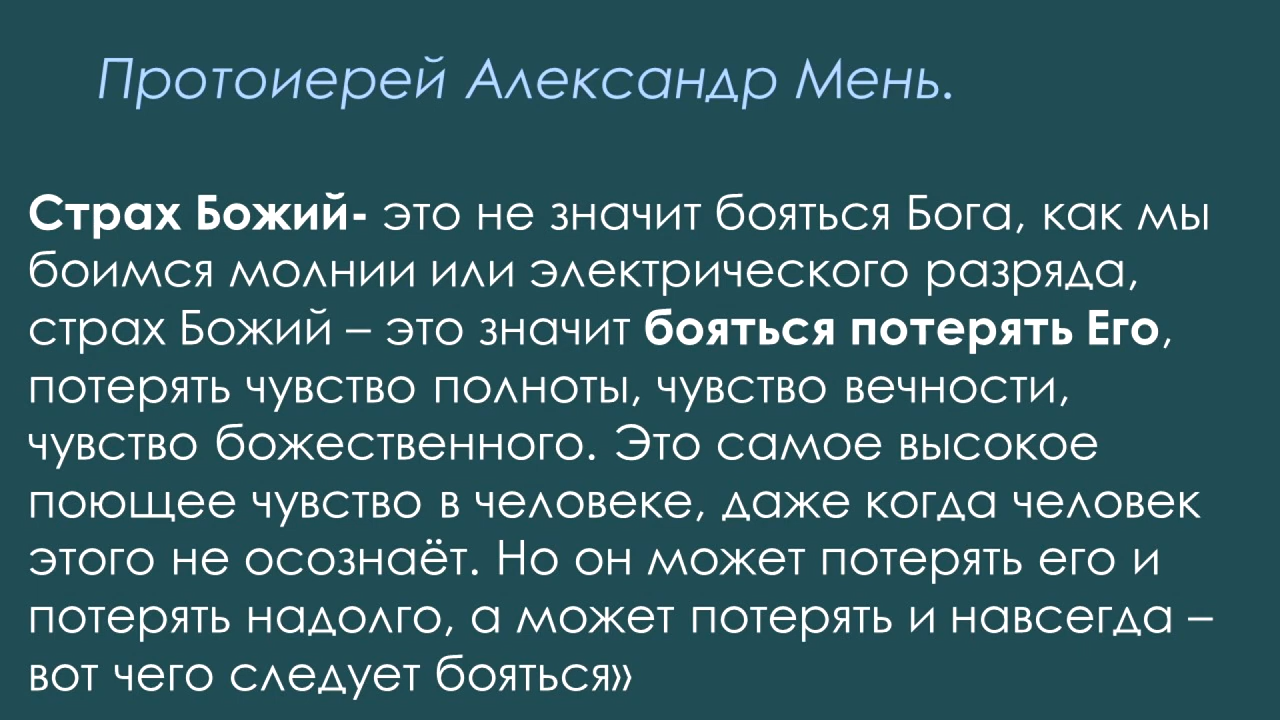 Протоиерей Александр Мень.
Страх Божий- это не значит бояться Бога, как мы
боимся молнии или электрического разряда,
страх Божий – это значит бояться потерять Его,
потерять чувство полноты, чувство вечности,
чувство божественного. Это самое высокое
поющее чувство в человеке, даже когда человек
этого не осознаёт. Но он может потерять его и
потерять надолго, а может потерять и навсегда –
вот чего следует бояться»